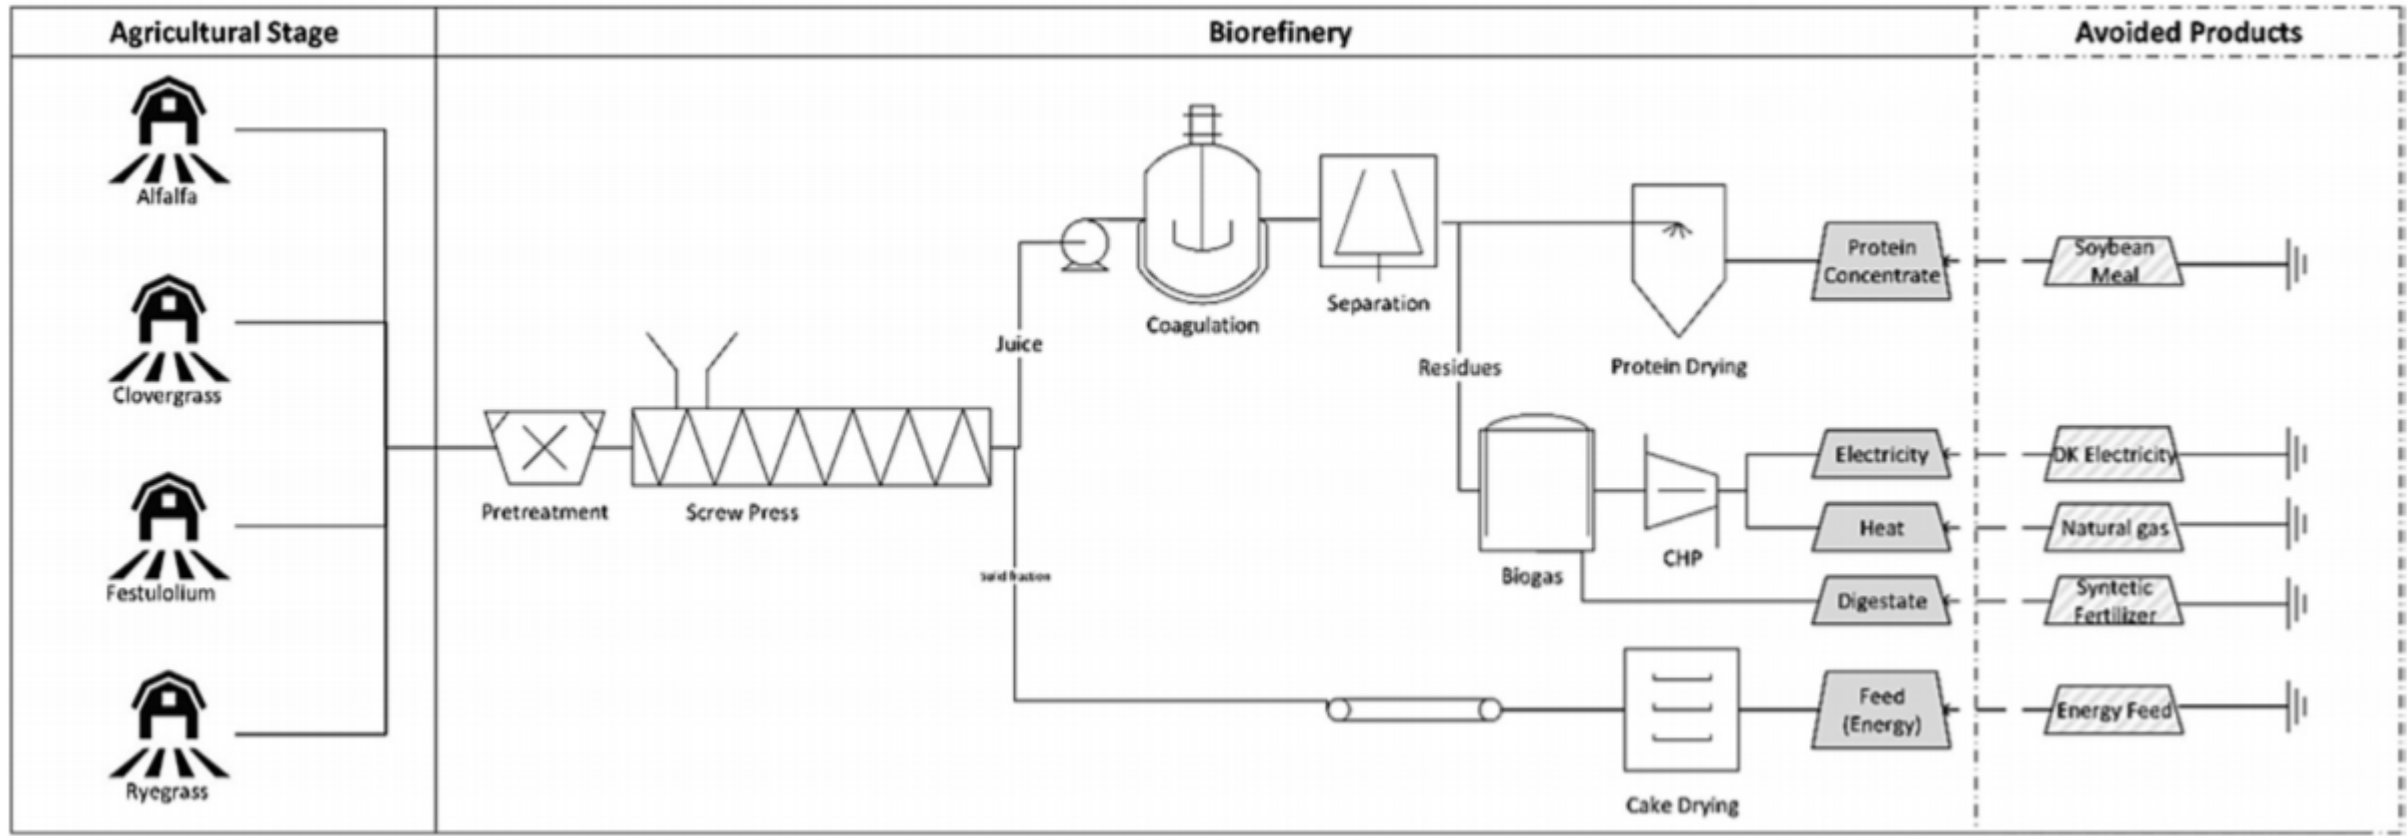 Agricultural Stage
Biorefinery
Avoided Products
Alfalfa
Clovergrass
Festulolium
Ryegrass
Pretreatment
Screw Press
Juice
Solid fraction
Coagulation
Separation
Residues
Protein Drying
Biogas
CHP
Cake Drying
Protein
Concentrate
Electricity
Heat
Digestate
Feed
(Energy)
Soybean
Meal
DK Electricity
Natural gas
Syntetic
Fertilizer
Energy Feed